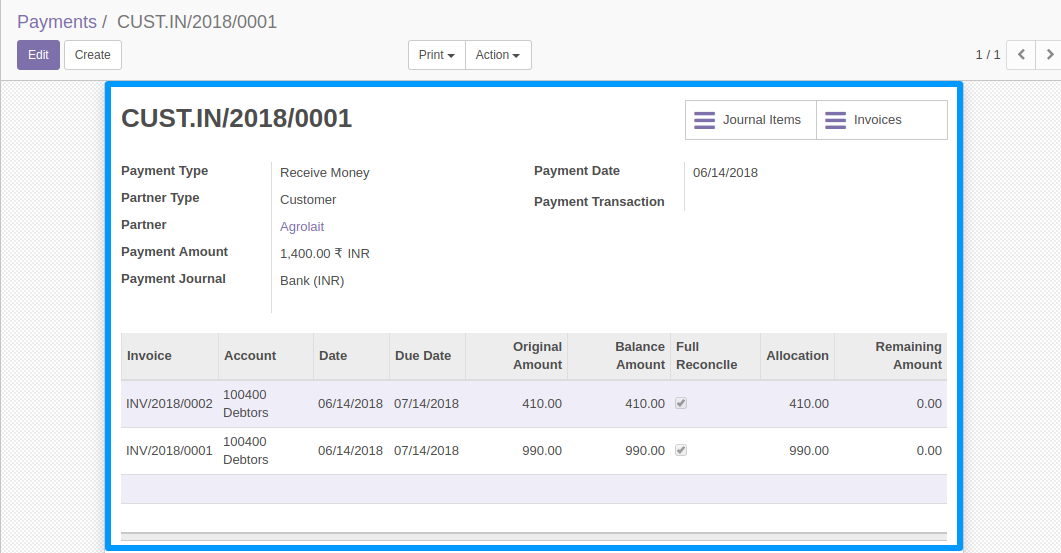 Payments / CUST.IN/2018/0001
Edit Create Print Action 1 / 1
CUST.IN/2018/0001
Journal Items Invoices
Payment Type Receive Money
Partner Type Customer
Partner Agrolait
Payment Amount 1,400.00 ₹ INR
Payment Journal Bank (INR)
Payment Date 06/14/2018
Payment Transaction
Invoice Account Date Due Date Original Amount Balance Amount Full Reconclle Allocation Remaining Amount
INV/2018/0002 100400 Debtors 06/14/2018 07/14/2018 410.00 410.00 410.00 0.00
INV/2018/0001 100400 Debtors 06/14/2018 07/14/2018 990.00 990.00 990.00 0.00